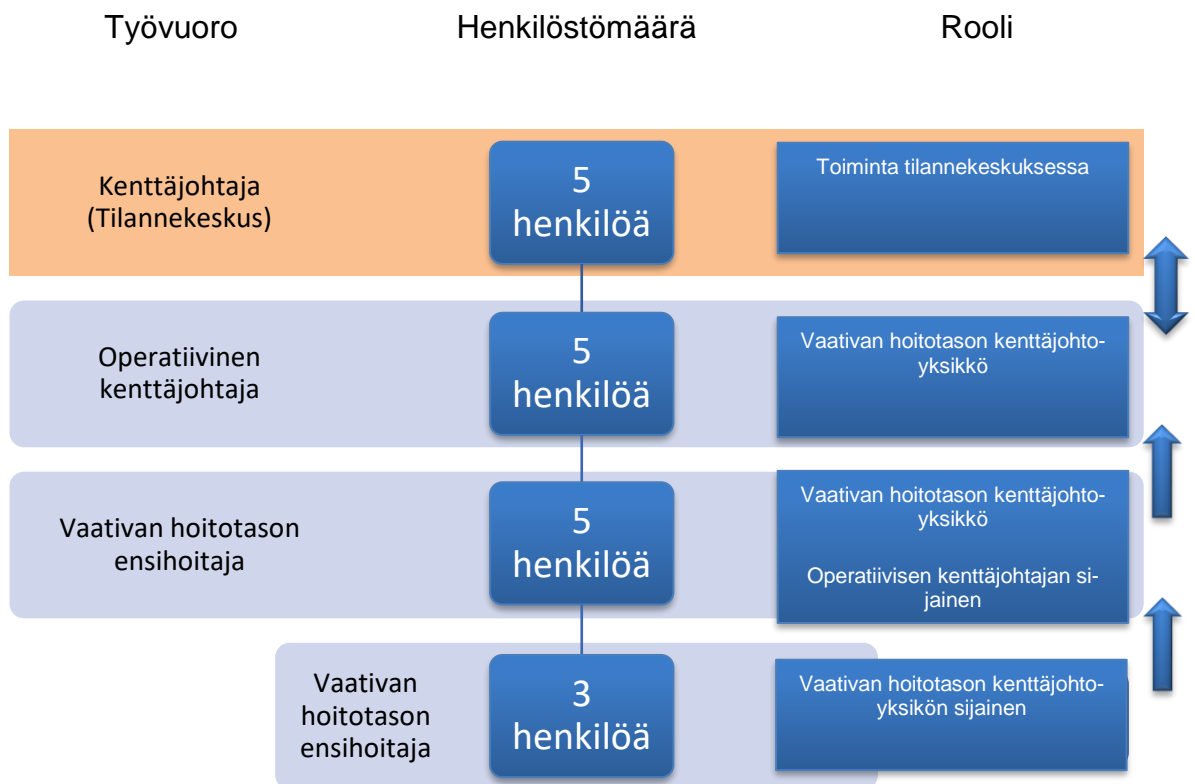 Työvuoro Henkilöstömäärä Rooli
Kenttäjohtaja
(Tilannekeskus)
5
henkilöä
Toiminta tilannekeskuksessa
Operatiivinen
kenttäjohtaja
5
henkilöä
Vaativan hoitotason kenttäjohto-
yksikkö
Vaativan hoitotason
ensihoitaja
5
henkilöä
Vaativan hoitotason kenttäjohto-
yksikkö
Operatiivisen kenttäjohtajan si-
jainen
Vaativan
hoitotason
ensihoitaja
3
henkilöä
Vaativan hoitotason kenttäjohto-
yksikön sijainen